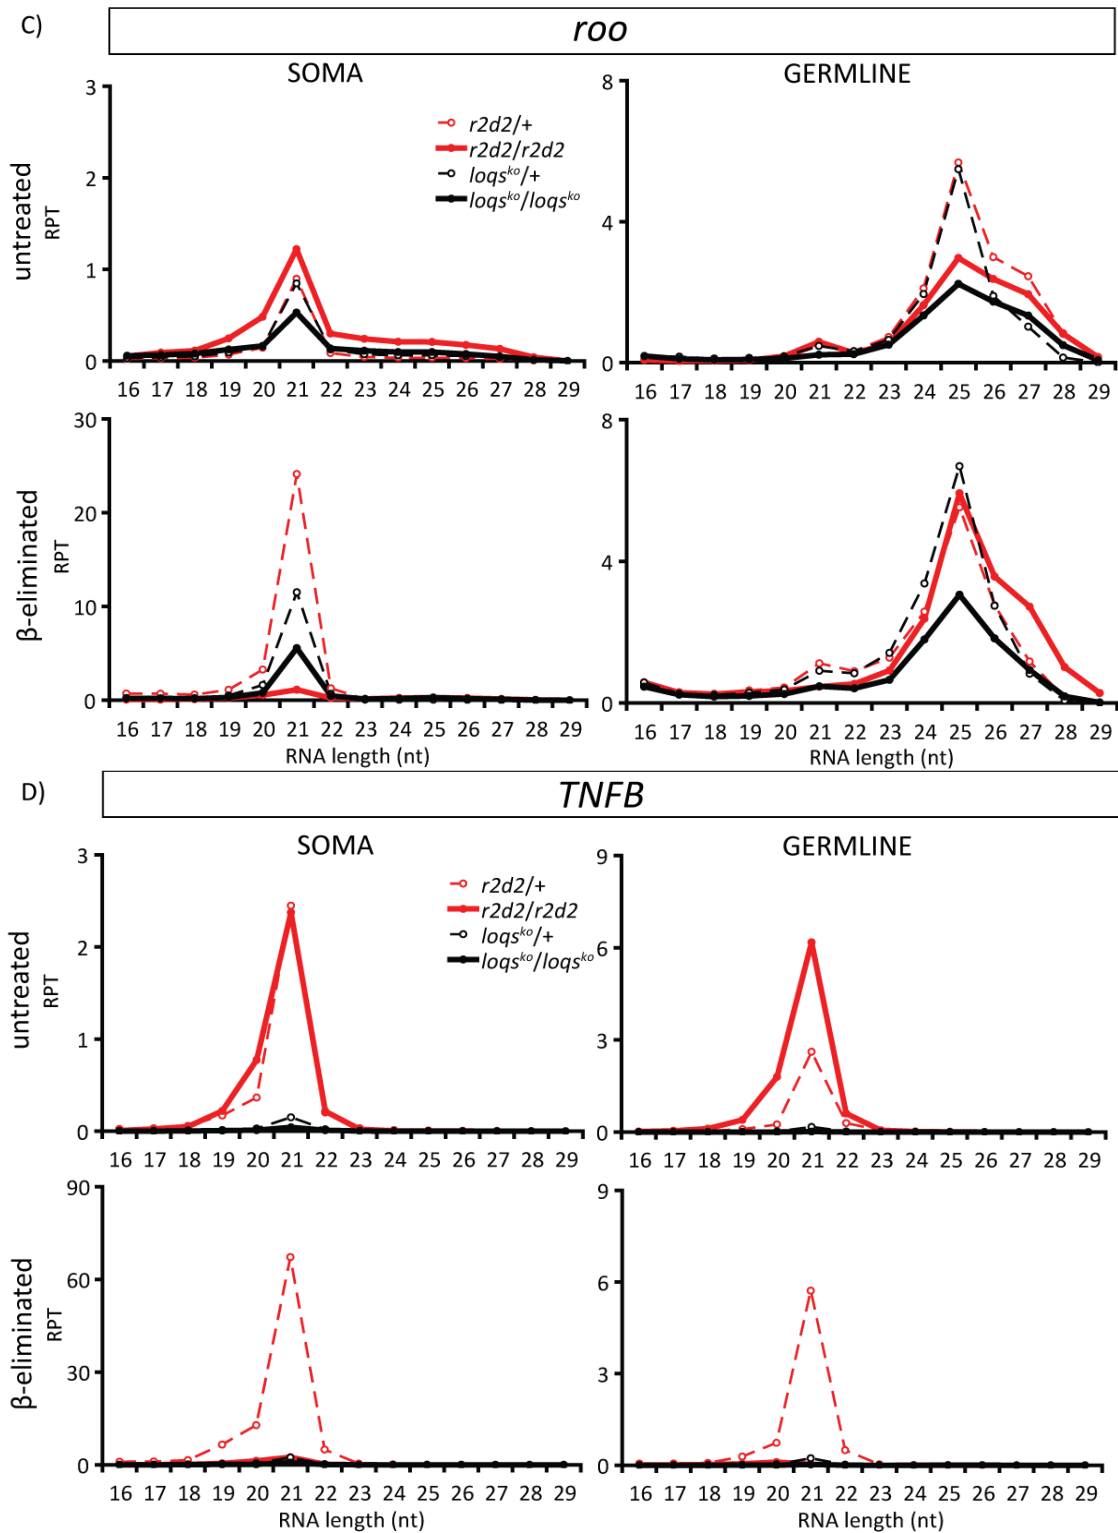 C)
roo
SOMA
GERMLINE
untreated
RPT
3
2
1
0
r2d2/+
r2d2/r2d2
loqsᵏᵒ/+
loqsᵏᵒ/loqsᵏᵒ
16 17 18 19 20 21 22 23 24 25 26 27 28 29
8
4
0
16 17 18 19 20 21 22 23 24 25 26 27 28 29
β-eliminated
RPT
30
20
10
0
16 17 18 19 20 21 22 23 24 25 26 27 28 29
RNA length (nt)
8
4
0
16 17 18 19 20 21 22 23 24 25 26 27 28 29
RNA length (nt)
D)
TNFB
SOMA
GERMLINE
untreated
RPT
3
2
1
0
r2d2/+
r2d2/r2d2
loqsᵏᵒ/+
loqsᵏᵒ/loqsᵏᵒ
16 17 18 19 20 21 22 23 24 25 26 27 28 29
9
6
3
0
16 17 18 19 20 21 22 23 24 25 26 27 28 29
β-eliminated
RPT
90
60
30
0
16 17 18 19 20 21 22 23 24 25 26 27 28 29
RNA length (nt)
9
6
3
0
16 17 18 19 20 21 22 23 24 25 26 27 28 29
RNA length (nt)